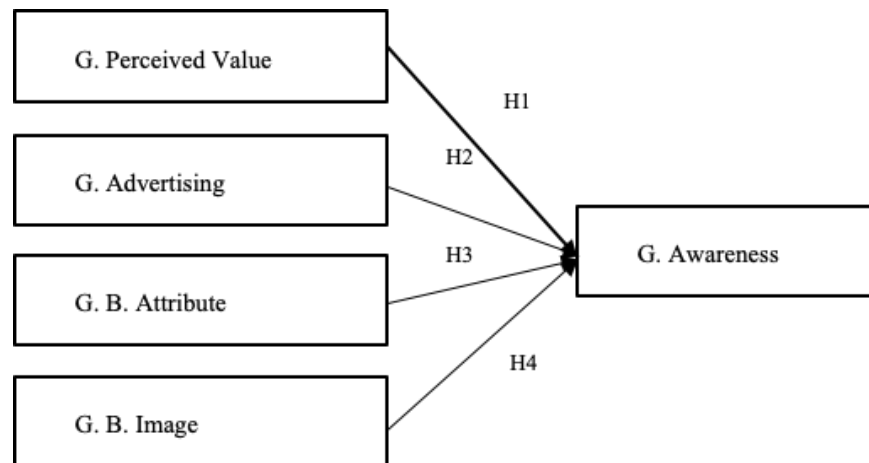 G. Perceived Value
H1
H2
G. Advertising
G. Awareness
H3
G. B. Attribute
H4
G. B. Image